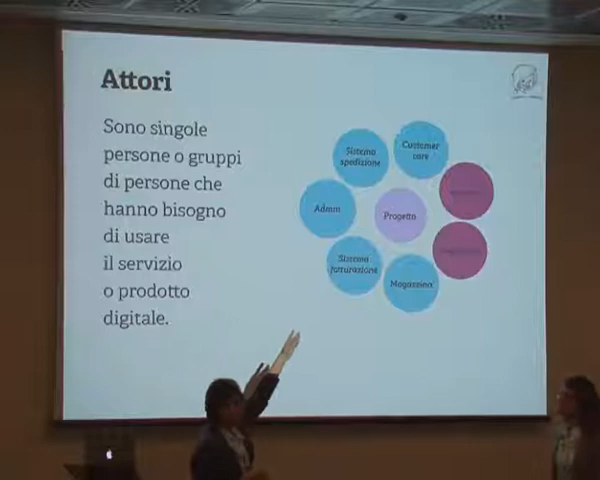 Attori
Sono singole
persone o gruppi
di persone che
hanno bisogno
di usare
il servizio
o prodotto
digitale.
Sistema
spedizione
Customer
care
Admin
Progetto
Sistema
fatturazione
Magazzino